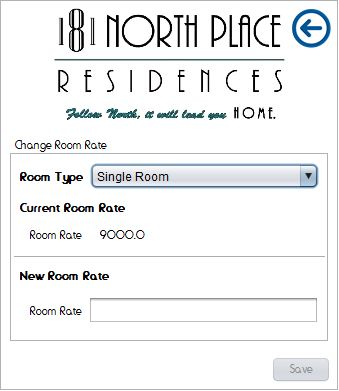 181 NORTH PLACE
RESIDENCES
Follow North, it will lead you HOME.
Change Room Rate
Room Type Single Room
Current Room Rate
Room Rate 9000.0
New Room Rate
Room Rate
Save